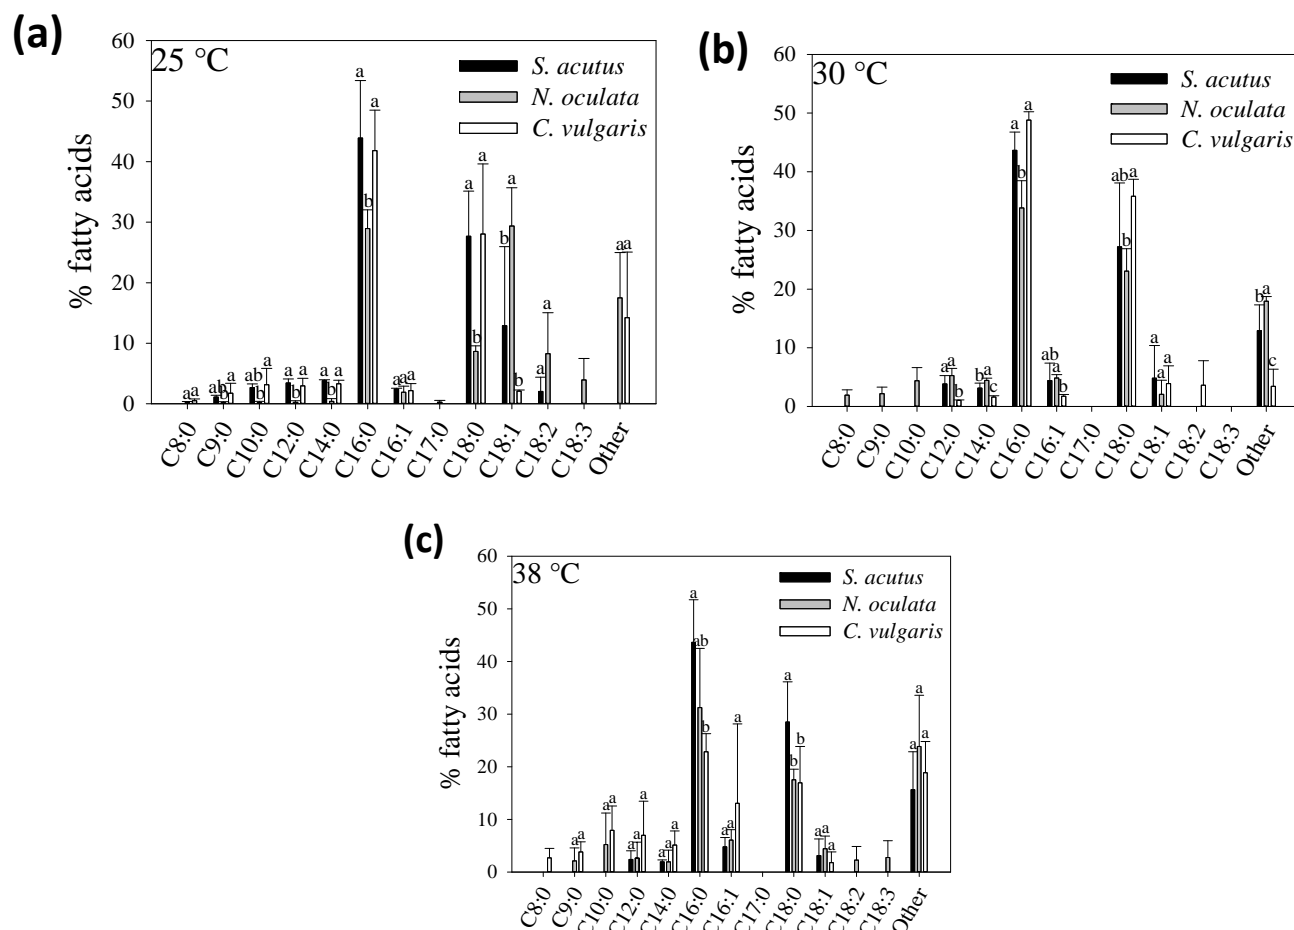 (a)
25 °C
S. acutus
N. oculata
C. vulgaris
% fatty acids
60
50
40
30
20
10
0
a a
ab b a
ab b a
a b a
a b a
a b a
a a a
a b a
b a b
a a
a a
C8:0 C9:0 C10:0 C12:0 C14:0 C16:0 C16:1 C17:0 C18:0 C18:1 C18:2 C18:3 Other
(b)
30 °C
S. acutus
N. oculata
C. vulgaris
% fatty acids
60
50
40
30
20
10
0
a a b
b a c
a b a
ab a b
ab b a
a a a
b a c
C8:0 C9:0 C10:0 C12:0 C14:0 C16:0 C16:1 C17:0 C18:0 C18:1 C18:2 C18:3 Other
(c)
38 °C
S. acutus
N. oculata
C. vulgaris
% fatty acids
60
50
40
30
20
10
0
a a
a a
a a a
a a a
a ab b
a a a
a b b
a a a
a a a
C8:0 C9:0 C10:0 C12:0 C14:0 C16:0 C16:1 C17:0 C18:0 C18:1 C18:2 C18:3 Other